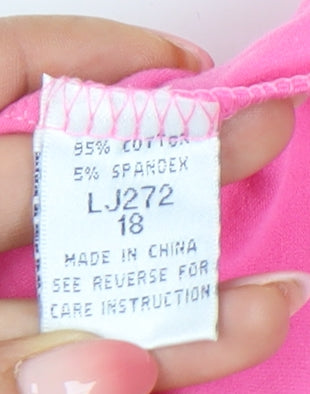 95% COTTON
5% SPANDEX
LJ272
18
MADE IN CHINA
SEE REVERSE FOR
CARE INSTRUCTION